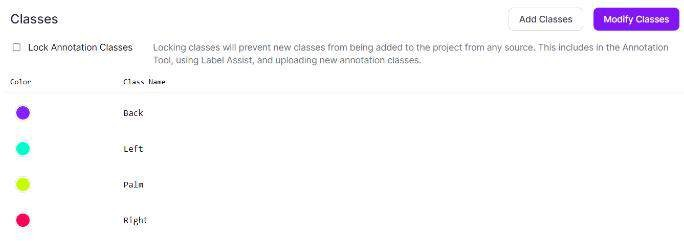 Classes
Add Classes
Modify Classes
Lock Annotation Classes
Locking classes will prevent new classes from being added to the project from any source. This includes in the Annotation
Tool, using Label Assist, and uploading new annotation classes.
Color
Class Name
Back
Left
Palm
Right